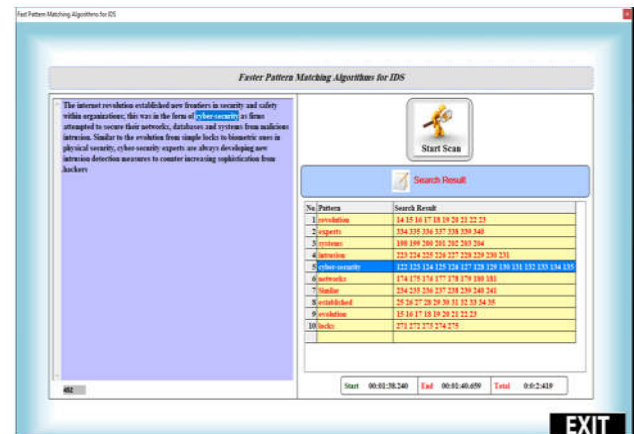 Fast Pattern Matching Algorithms for IDS
Faster Pattern Matching Algorithms for IDS
The internet revolution established new frontiers in security and safety
within organizations; this was in the form of cyber-security as firms
attempted to secure their networks, databases and systems from malicious
intrusion. Similar to the evolution from simple locks to biometric ones in
physical security, cyber-security experts are always developing new
intrusion detection measures to counter increasing sophistication from
hackers
482
Start Scan
Search Result
No Pattern Search Result
1 revolution 14 15 16 17 18 19 20 21 22 23
2 experts 334 335 336 337 338 339 340
3 systems 198 199 200 201 202 203 204
4 intrusion 223 224 225 226 227 228 229 230 231
5 cyber-security 122 123 124 125 126 127 128 129 130 131 132 133 134 135
6 networks 174 175 176 177 178 179 180 181
7 Similar 234 235 236 237 238 239 240 241
8 established 25 26 27 28 29 30 31 32 33 34 35
9 evolution 15 16 17 18 19 20 21 22 23
10 locks 271 272 273 274 275
Start 00:01:38.240 End 00:01:40.659 Total 0:0:2:419
EXIT